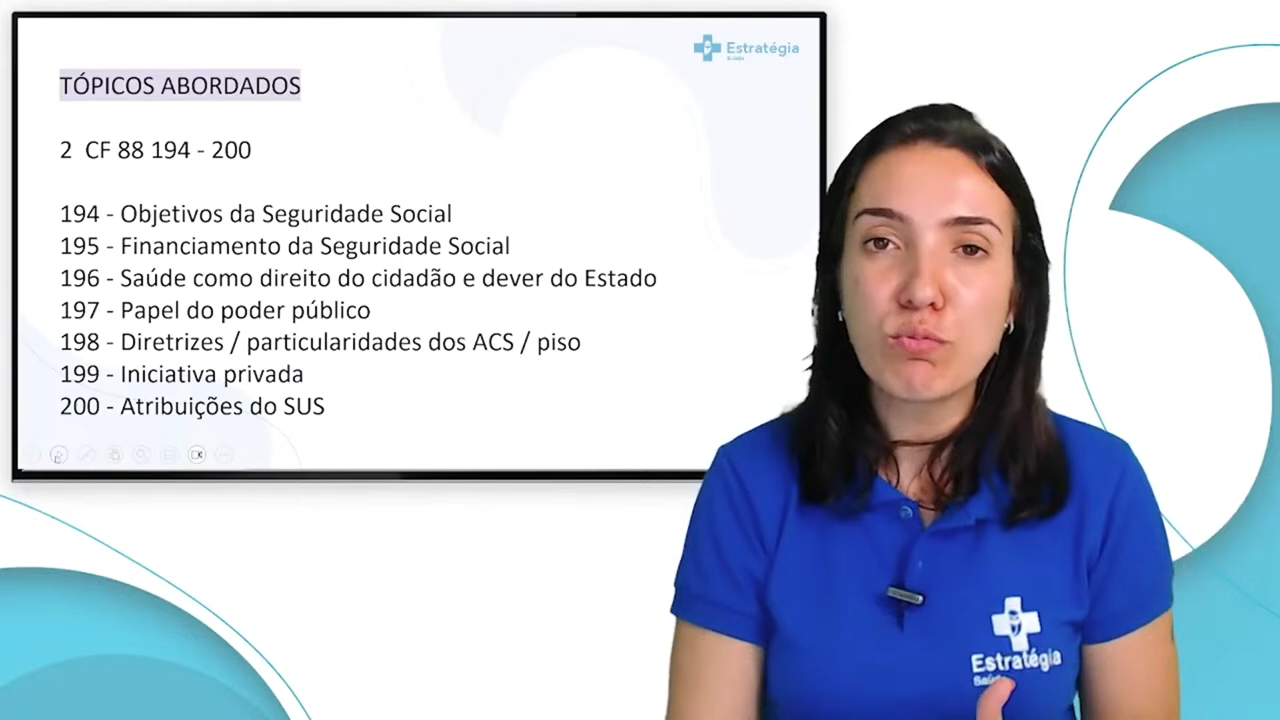 Estratégia
TÓPICOS ABORDADOS
2 CF 88 194 - 200
194 - Objetivos da Seguridade Social
195 - Financiamento da Seguridade Social
196 - Saúde como direito do cidadão e dever do Estado
197 - Papel do poder público
198 - Diretrizes / particularidades dos ACS / piso
199 - Iniciativa privada
200 - Atribuições do SUS
Estratégia